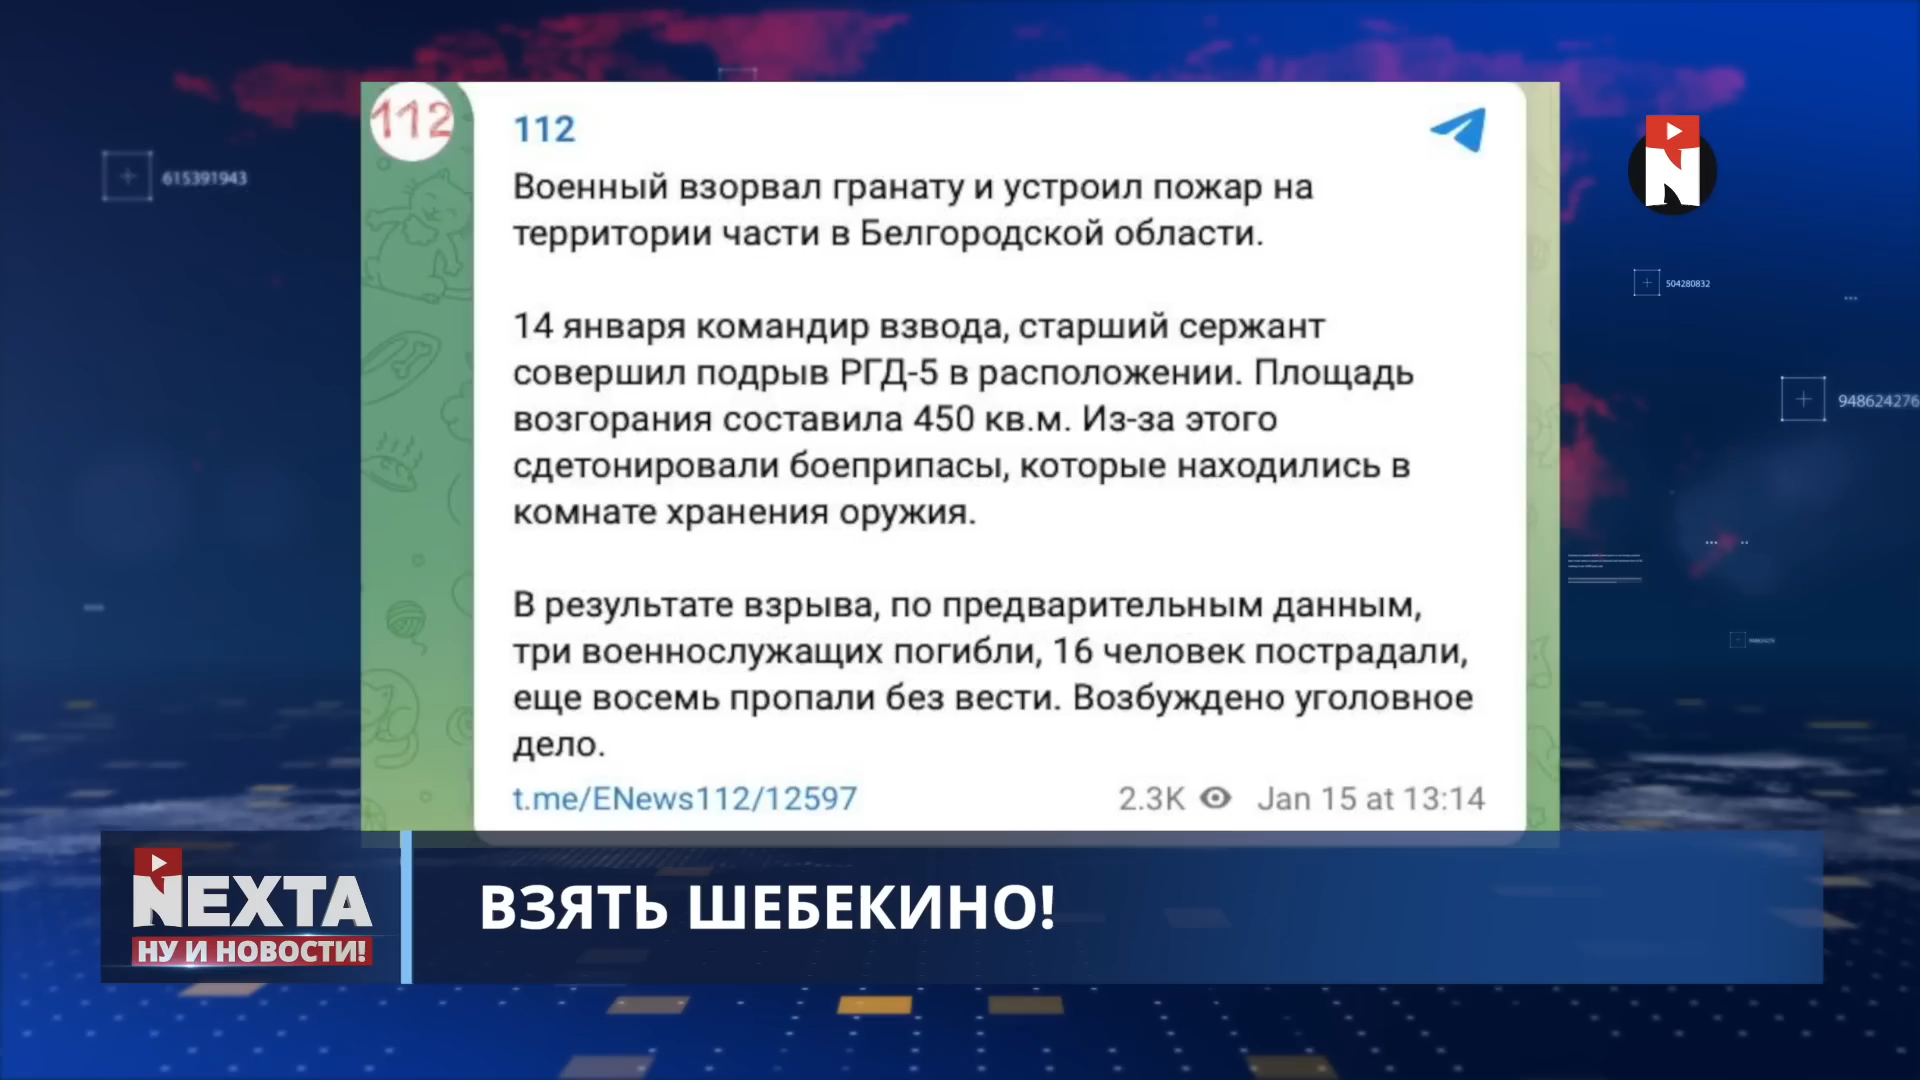 112
112
Военный взорвал гранату и устроил пожар на
территории части в Белгородской области.
14 января командир взвода, старший сержант
совершил подрыв РГД-5 в расположении. Площадь
возгорания составила 450 кв.м. Из-за этого
сдетонировали боеприпасы, которые находились в
комнате хранения оружия.
В результате взрыва, по предварительным данным,
три военнослужащих погибли, 16 человек пострадали,
еще восемь пропали без вести. Возбуждено уголовное
дело.
t.me/ENews112/12597 2.3K Jan 15 at 13:14
615391943
N
504280832
948624276
NEXTA
НУ И НОВОСТИ!
ВЗЯТЬ ШЕБЕКИНО!